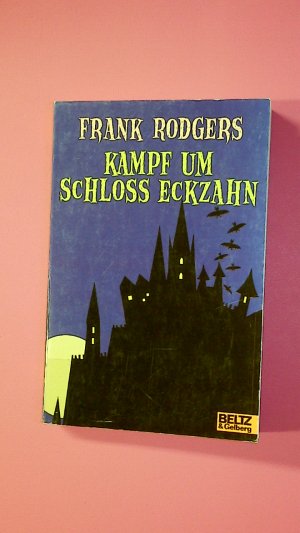 FRANK RODGERS
KAMPF UM
SCHLOSS ECKZAHN
BELTZ
& Gelberg